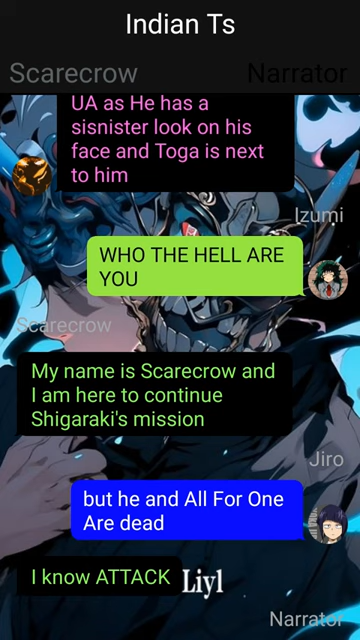 Indian Ts
Scarecrow
Narrator
UA as He has a
sisnister look on his
face and Toga is next
to him
Izumi
WHO THE HELL ARE
YOU
Scarecrow
My name is Scarecrow and
I am here to continue
Shigaraki's mission
Jiro
but he and All For One
Are dead
I know ATTACK
Liyl
Narrator